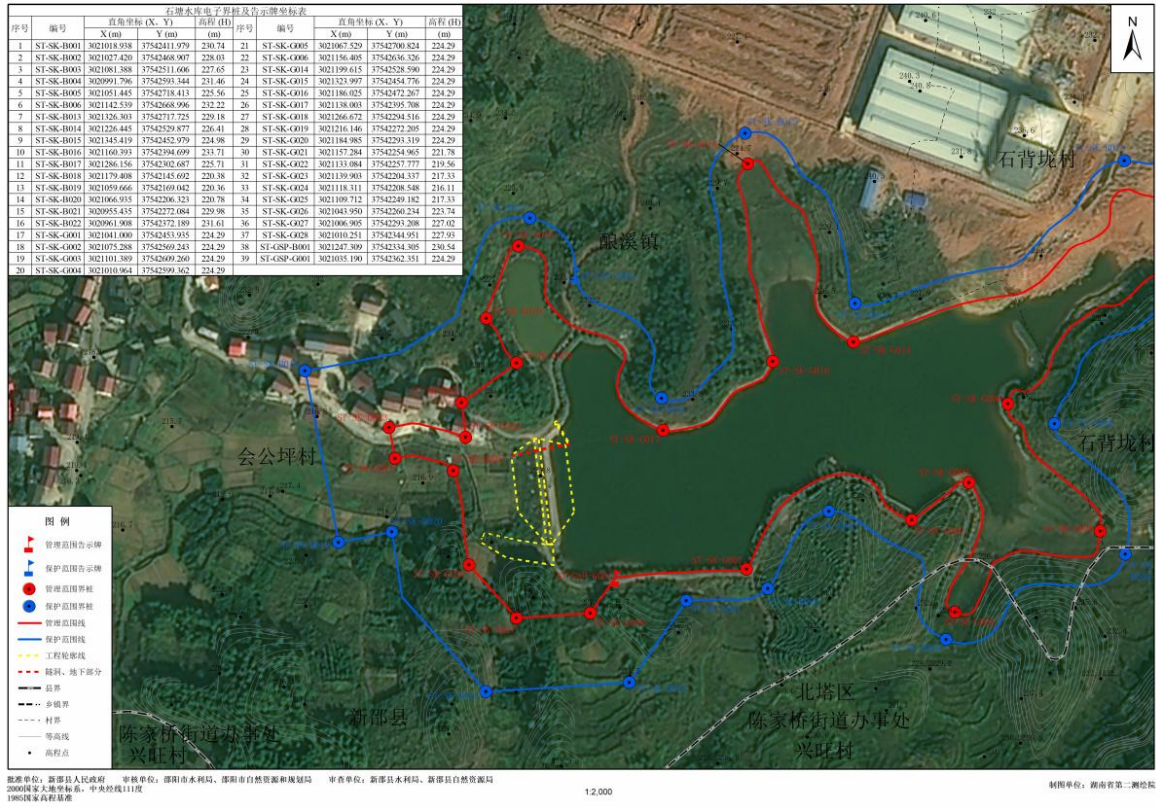 石塘水库电子界桩及告示牌坐标表
序号 编号 直角坐标 (X、Y) 高程 (H) 序号 编号 直角坐标 (X、Y) 高程 (H)
X (m) Y (m) (m) X (m) Y (m) (m)
1 ST-SK-B001 3021018.938 37542411.979 230.74 21 ST-SK-G005 3021067.529 37542700.824 224.29
2 ST-SK-B002 3021027.420 37542468.907 228.03 22 ST-SK-G006 3021156.405 37542636.326 224.29
3 ST-SK-B003 3021081.388 37542511.606 227.65 23 ST-SK-G014 3021199.615 37542528.590 224.29
4 ST-SK-B004 3020991.796 37542593.344 231.46 24 ST-SK-G015 3021323.997 37542454.776 224.29
5 ST-SK-B005 3021051.445 37542718.413 225.56 25 ST-SK-G016 3021186.025 37542472.267 224.29
6 ST-SK-B006 3021142.539 37542668.996 232.22 26 ST-SK-G017 3021138.003 37542395.708 224.29
7 ST-SK-B013 3021326.303 37542717.725 229.18 27 ST-SK-G018 3021266.672 37542294.516 224.29
8 ST-SK-B014 3021226.445 37542529.877 226.41 28 ST-SK-G019 3021216.146 37542272.205 224.29
9 ST-SK-B015 3021345.419 37542452.979 224.98 29 ST-SK-G020 3021184.985 37542293.319 224.29
10 ST-SK-B016 3021160.393 37542394.699 233.71 30 ST-SK-G021 3021157.284 37542254.965 221.78
11 ST-SK-B017 3021286.156 37542302.687 225.71 31 ST-SK-G022 3021133.084 37542257.777 219.56
12 ST-SK-B018 3021179.408 37542145.692 220.38 32 ST-SK-G023 3021139.903 37542204.337 217.33
13 ST-SK-B019 3021059.666 37542169.042 220.36 33 ST-SK-G024 3021118.311 37542208.548 216.11
14 ST-SK-B020 3021066.935 37542206.323 220.78 34 ST-SK-G025 3021109.712 37542249.182 217.33
15 ST-SK-B021 3020955.435 37542272.084 229.98 35 ST-SK-G026 3021043.950 37542260.234 223.74
16 ST-SK-B022 3020961.908 37542372.189 231.61 36 ST-SK-G027 3021006.905 37542293.208 227.02
17 ST-SK-G001 3021041.000 37542453.935 224.29 37 ST-SK-G028 3021010.251 37542344.951 227.93
18 ST-SK-G002 3021075.288 37542569.243 224.29 38 ST-GSP-B001 3021247.309 37542334.305 230.54
19 ST-SK-G003 3021101.389 37542609.260 224.29 39 ST-GSP-G001 3021035.190 37542362.351 224.29
20 ST-SK-G004 3021010.964 37542599.362 224.29
N
石背垅村
酿溪镇
石背垅村
会公坪村
新邵县
陈家桥街道办事处
兴旺村
北塔区
陈家桥街道办事处
兴旺村
图 例
管理范围告示牌
保护范围告示牌
管理范围界桩
保护范围界桩
管理范围线
保护范围线
工程轮廓线
隧洞、地下部分
县界
乡镇界
村界
等高线
高程点
批准单位：新邵县人民政府 审核单位：邵阳市水利局、邵阳市自然资源和规划局 审查单位：新邵县水利局、新邵县自然资源局
2000国家大地坐标系，中央经线111度
1985国家高程基准
1:2,000
制图单位：湖南省第二测绘院